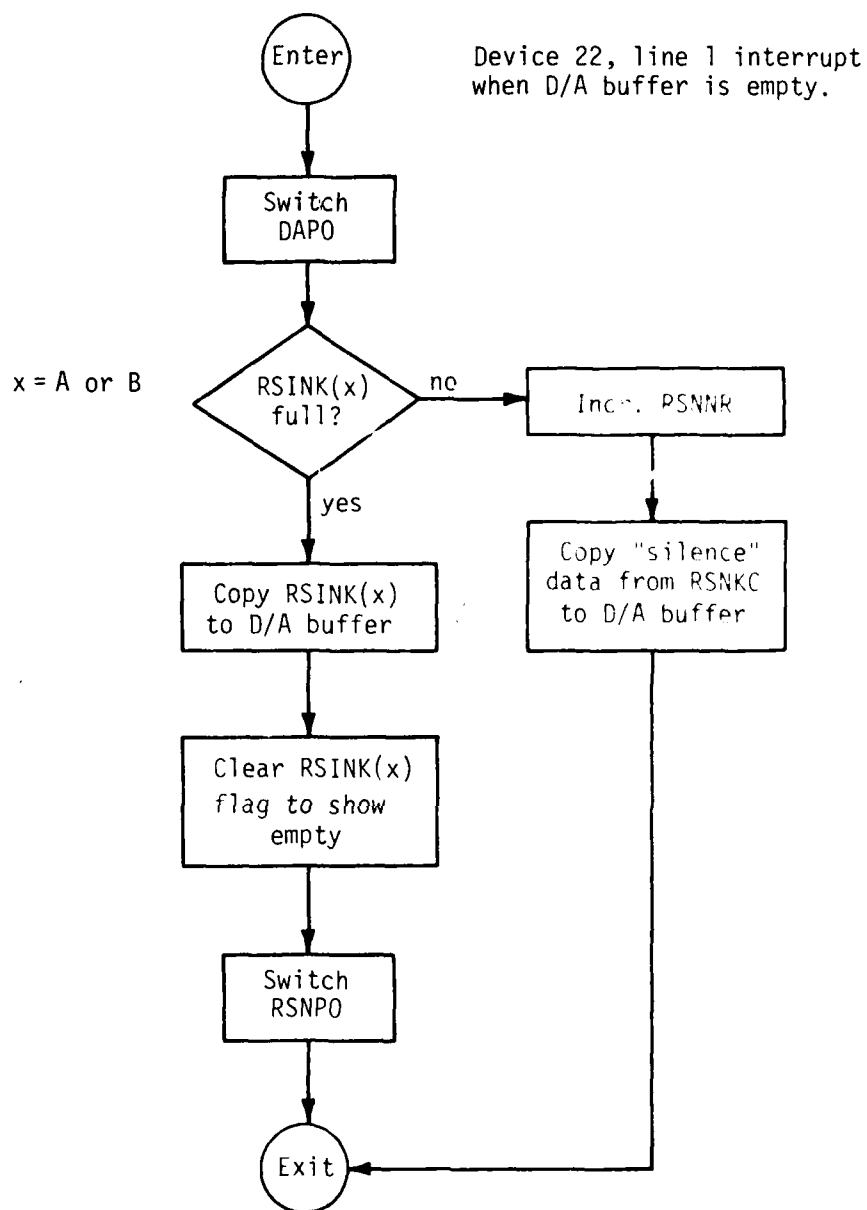 Enter
Device 22, line 1 interrupt
when D/A buffer is empty.
Switch
DAPO
x = A or B
RSINK(x)
full?
no
yes
RSNNR
Copy RSINK(x)
to D/A buffer
Copy "silence"
data from RSNKC
to D/A buffer
Clear RSINK(x)
flag to show
empty
Switch
RSNPO
Exit